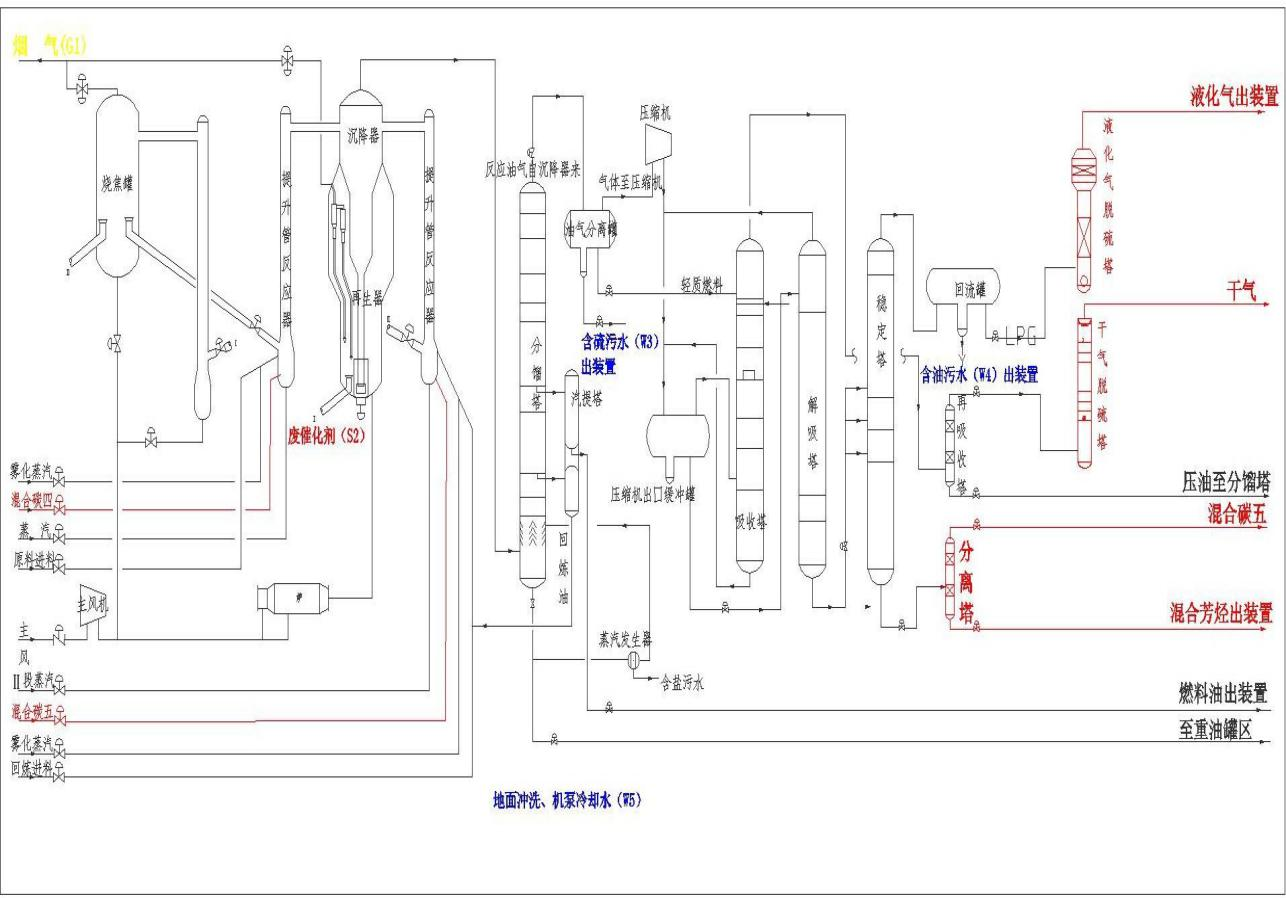 烟 气(G1)
烧焦罐
提升管反应器
沉降器
再生器
提升管反应器
废催化剂(S2)
雾化蒸汽
混合碳四
蒸 汽
原料进料
主风机
炉
主风
Ⅱ段蒸汽
混合碳五
雾化蒸汽
回炼进料
反应油气自沉降器来
分馏塔
油气分离罐
气体至压缩机
压缩机
轻质燃料
含硫污水(W3)
出装置
汽提塔
回炼油
压缩机出口缓冲罐
吸收塔
解吸塔
稳定塔
回流罐
LPG
含油污水(W4)出装置
再吸收塔
液化气出装置
液化气脱硫塔
干气
干气脱硫塔
压油至分馏塔
混合碳五
分离塔
混合芳烃出装置
蒸汽发生器
含盐污水
燃料油出装置
至重油罐区
地面冲洗、机泵冷却水(W5)